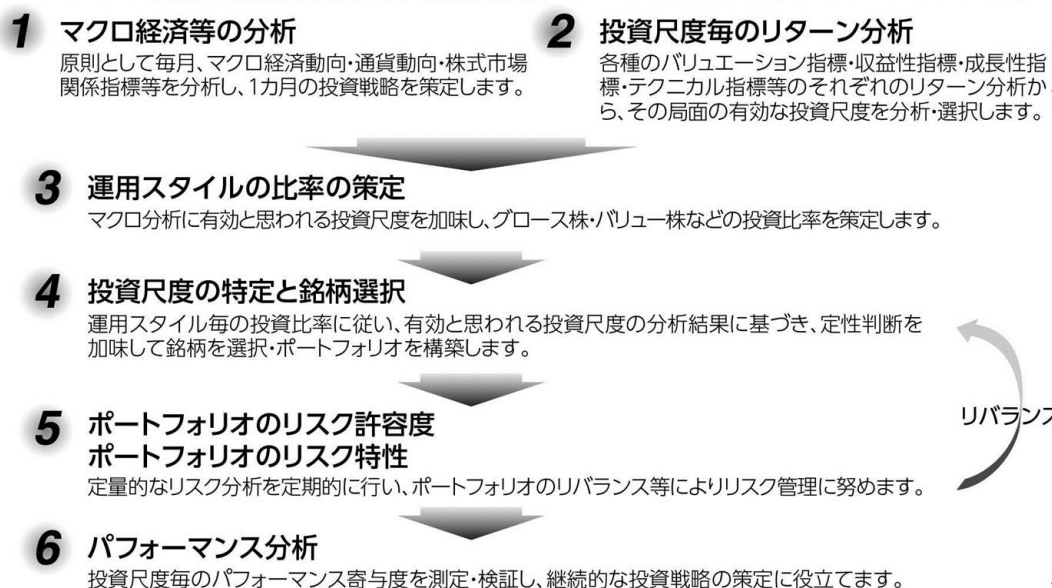 1 マクロ経済等の分析
原則として毎月、マクロ経済動向・通貨動向・株式市場
関係指標等を分析し、1カ月の投資戦略を策定します。
2 投資尺度毎のリターン分析
各種のバリュエーション指標・収益性指標・成長性指
標・テクニカル指標等のそれぞれのリターン分析か
ら、その局面の有効な投資尺度を分析・選択します。
3 運用スタイルの比率の策定
マクロ分析に有効と思われる投資尺度を加味し、グロース株・バリュー株などの投資比率を策定します。
4 投資尺度の特定と銘柄選択
運用スタイル毎の投資比率に従い、有効と思われる投資尺度の分析結果に基づき、定性判断を
加味して銘柄を選択・ポートフォリオを構築します。
リバランス
5 ポートフォリオのリスク許容度
ポートフォリオのリスク特性
定量的なリスク分析を定期的に行い、ポートフォリオのリバランス等によりリスク管理に努めます。
6 パフォーマンス分析
投資尺度毎のパフォーマンス寄与度を測定・検証し、継続的な投資戦略の策定に役立てます。